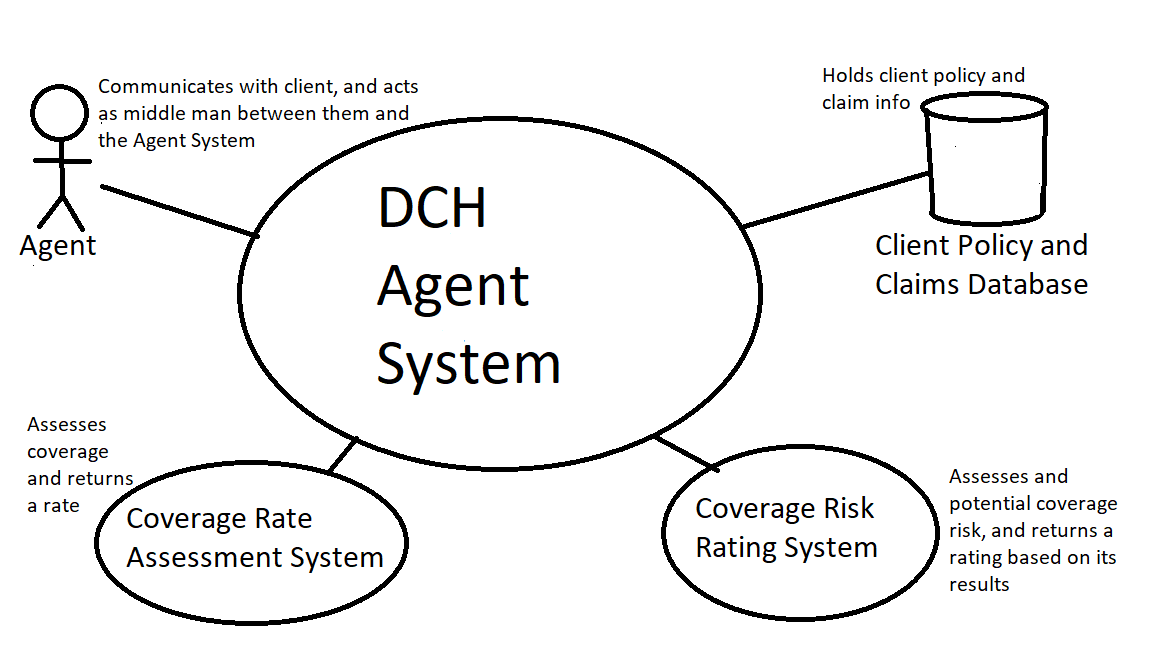 Communicates with client, and acts
as middle man between them and
the Agent System
Agent
Holds client policy and
claim info
Client Policy and
Claims Database
DCH
Agent
System
Assesses
coverage
and returns
a rate
Coverage Rate
Assessment System
Coverage Risk
Rating System
Assesses and
potential coverage
risk, and returns a
rating based on its
results